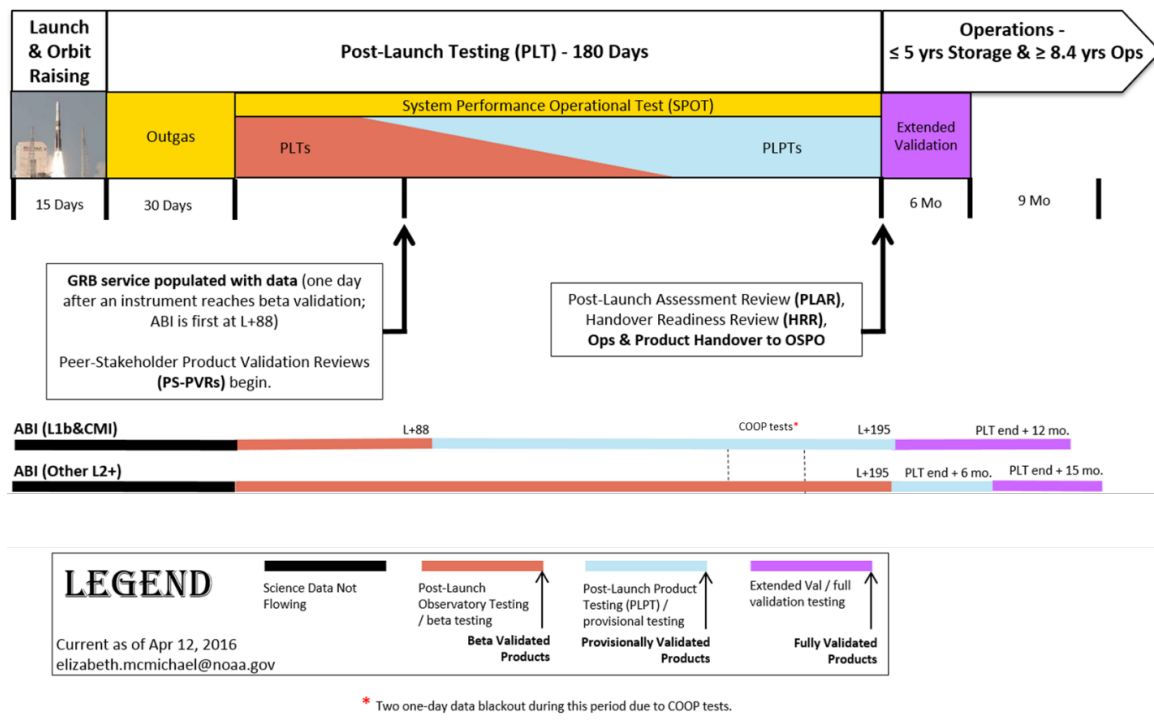 Launch
& Orbit
Raising
Post-Launch Testing (PLT) - 180 Days
Operations -
≤ 5 yrs Storage & ≥ 8.4 yrs Ops
System Performance Operational Test (SPOT)
Outgas
PLTs
PLPTs
Extended
Validation
15 Days
30 Days
6 Mo
9 Mo
GRB service populated with data (one day
after an instrument reaches beta validation;
ABI is first at L+88)
Peer-Stakeholder Product Validation Reviews
(PS-PVRs) begin.
Post-Launch Assessment Review (PLAR),
Handover Readiness Review (HRR),
Ops & Product Handover to OSPO
ABI (L1b&CMI)
L+88
COOP tests*
L+195
PLT end + 12 mo.
ABI (Other L2+)
L+195
PLT end + 6 mo.
PLT end + 15 mo.
LEGEND
Current as of Apr 12, 2016
elizabeth.mcmichael@noaa.gov
Science Data Not
Flowing
Post-Launch
Observatory Testing
/ beta testing
Beta Validated
Products
Post-Launch Product
Testing (PLPT) /
provisional testing
Provisionally Validated
Products
Extended Val / full
validation testing
Fully Validated
Products
* Two one-day data blackout during this period due to COOP tests.